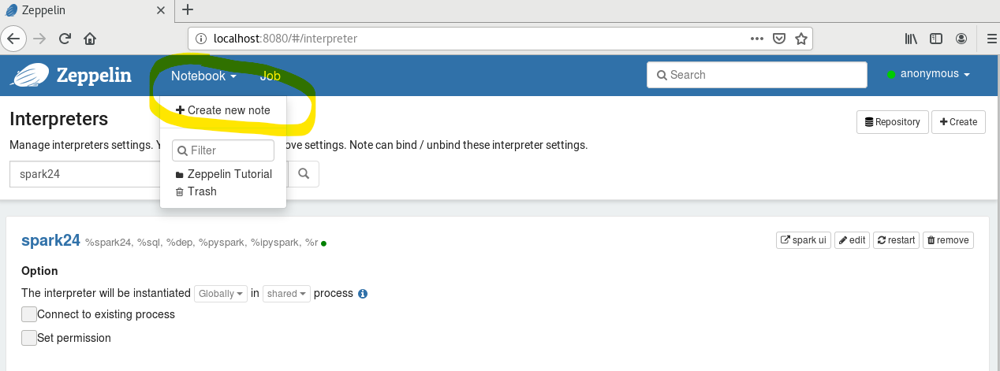 Zeppelin
localhost:8080/#/interpreter
Zeppelin Notebook Job Search anonymous
Create new note
Interpreters
Repository Create
Manage interpreters settings. Y
ove settings. Note can bind / unbind these interpreter settings.
Filter
spark24
Zeppelin Tutorial
Trash
spark24 %spark24, %sql, %dep, %pyspark, %ipyspark, %r
spark ui edit restart remove
Option
The interpreter will be instantiated Globally in shared process
Connect to existing process
Set permission